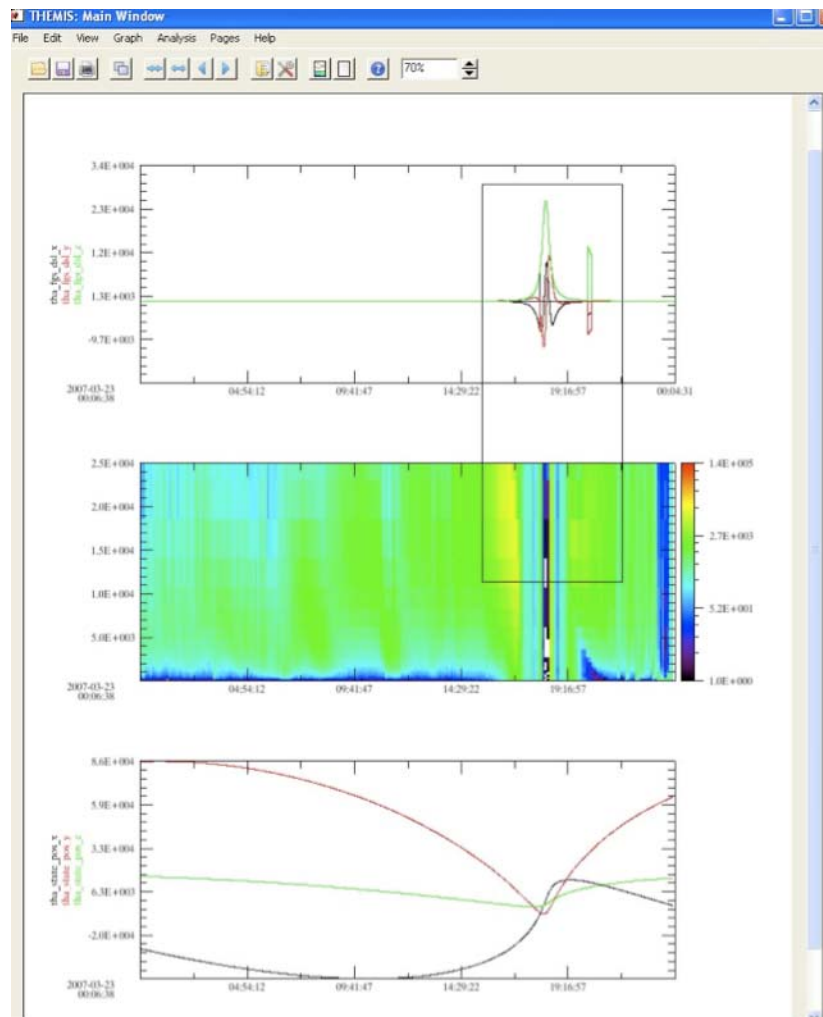 THEMIS: Main Window
File Edit View Graph Analysis Pages Help
70%
3.4E+004
2.3E+004
1.2E+004
1.3E+003
-9.7E+003
tha_fgs_dsl_x
tha_fgs_dsl_y
tha_fgs_dsl_z
2007-03-23
00:06:38
04:54:12 09:41:47 14:29:22 19:16:57 00:04:31
2.5E+004
2.0E+004
1.5E+004
1.0E+004
5.0E+003
1.4E+005
2.7E+003
5.2E+001
1.0E+000
2007-03-23
00:06:38
04:54:12 09:41:47 14:29:22 19:16:57
8.6E+004
5.9E+004
3.3E+004
6.3E+003
-2.0E+004
tha_state_pos_x
tha_state_pos_y
tha_state_pos_z
2007-03-23
00:06:38
04:54:12 09:41:47 14:29:22 19:16:57